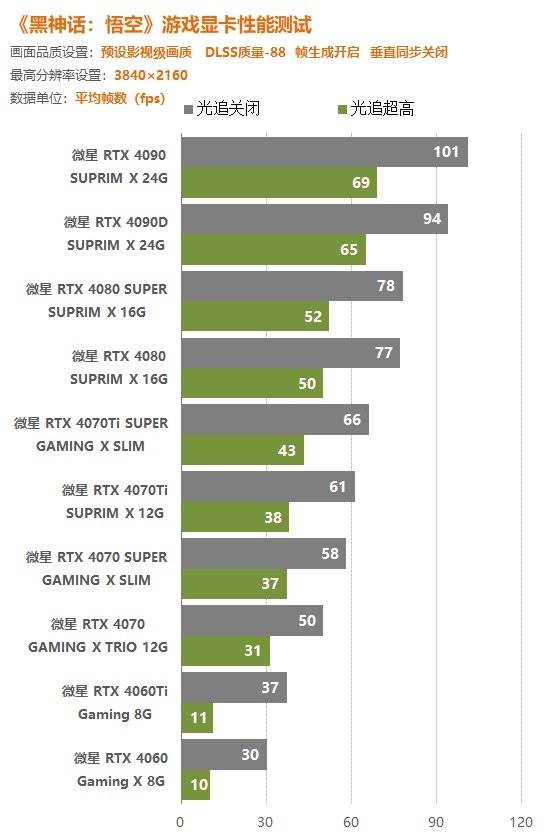 《黑神话：悟空》游戏显卡性能测试
画面品质设置：预设影视级画质 DLSS质量-88 帧生成开启 垂直同步关闭
最高分辨率设置：3840×2160
数据单位：平均帧数（fps）
光追关闭 光追超高
微星 RTX 4090
SUPRIM X 24G
101
69
微星 RTX 4090D
SUPRIM X 24G
94
65
微星 RTX 4080 SUPER
SUPRIM X 16G
78
52
微星 RTX 4080
SUPRIM X 16G
77
50
微星 RTX 4070Ti SUPER
GAMING X SLIM
66
43
微星 RTX 4070Ti
SUPRIM X 12G
61
38
微星 RTX 4070 SUPER
GAMING X SLIM
58
37
微星 RTX 4070
GAMING X TRIO 12G
50
31
微星 RTX 4060Ti
Gaming 8G
37
11
微星 RTX 4060
Gaming X 8G
30
10
0 30 60 90 120